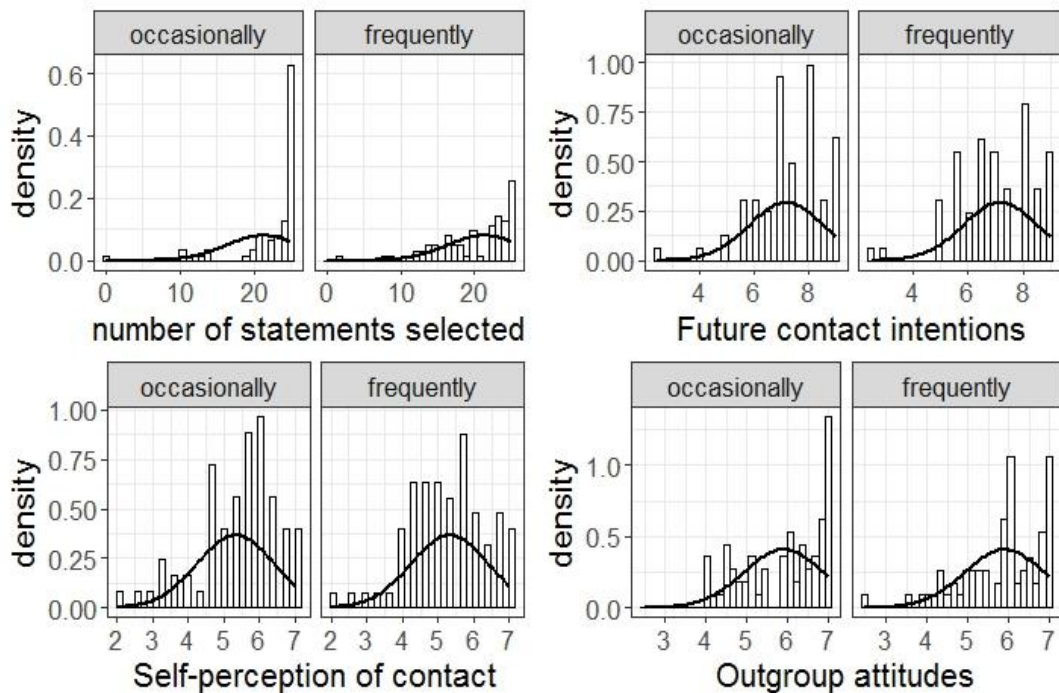 occasionally frequently
0.6
0.4
0.2
0.0
density
0 10 20 0 10 20
number of statements selected
occasionally frequently
1.00
0.75
0.50
0.25
0.00
density
4 6 8 4 6 8
Future contact intentions
occasionally frequently
1.00
0.75
0.50
0.25
0.00
density
2 3 4 5 6 7 2 3 4 5 6 7
Self-perception of contact
occasionally frequently
1.0
0.5
0.0
density
3 4 5 6 7 3 4 5 6 7
Outgroup attitudes